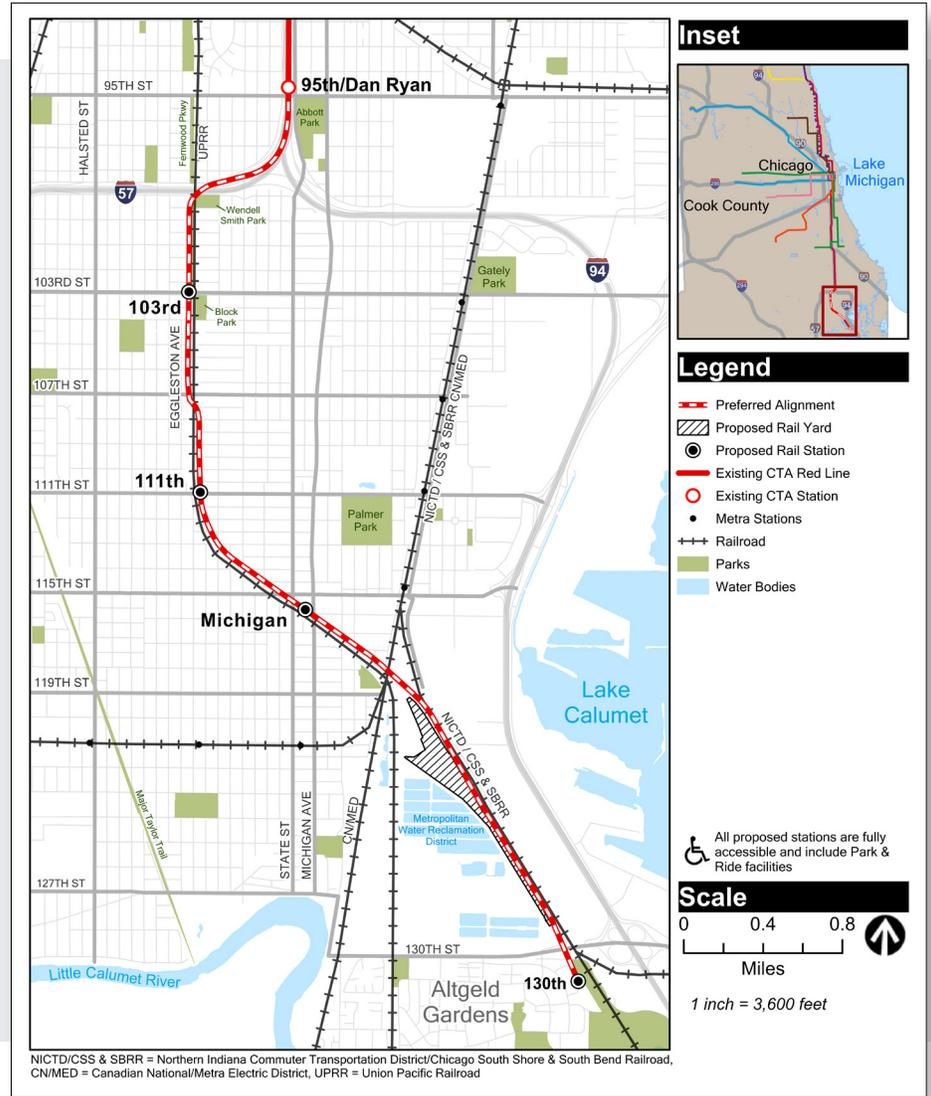 95TH ST
95th/Dan Ryan
HALSTED ST
Fernwood Pkwy
UPRR
Abbott
Park
57
Wendell
Smith Park
103RD ST
Gately
Park
94
103rd
Block
Park
EGGLESTON AVE
107TH ST
NICTD / CSS & SBRR CN/MED
111TH ST
111th
Palmer
Park
115TH ST
Michigan
119TH ST
Lake
Calumet
NICTD / CSS & SBRR
Major Taylor Trail
STATE ST
MICHIGAN AVE
CN/MED
Metropolitan
Water Reclamation
District
127TH ST
130TH ST
Little Calumet River
130th
Altgeld
Gardens
NICTD/CSS & SBRR = Northern Indiana Commuter Transportation District/Chicago South Shore & South Bend Railroad,
CN/MED = Canadian National/Metra Electric District, UPRR = Union Pacific Railroad
Inset
94
90
Chicago
Lake
Michigan
290
Cook County
90
294
94
57
Legend
Preferred Alignment
Proposed Rail Yard
Proposed Rail Station
Existing CTA Red Line
Existing CTA Station
Metra Stations
Railroad
Parks
Water Bodies
All proposed stations are fully
accessible and include Park &
Ride facilities
Scale
0 0.4 0.8
Miles
1 inch = 3,600 feet